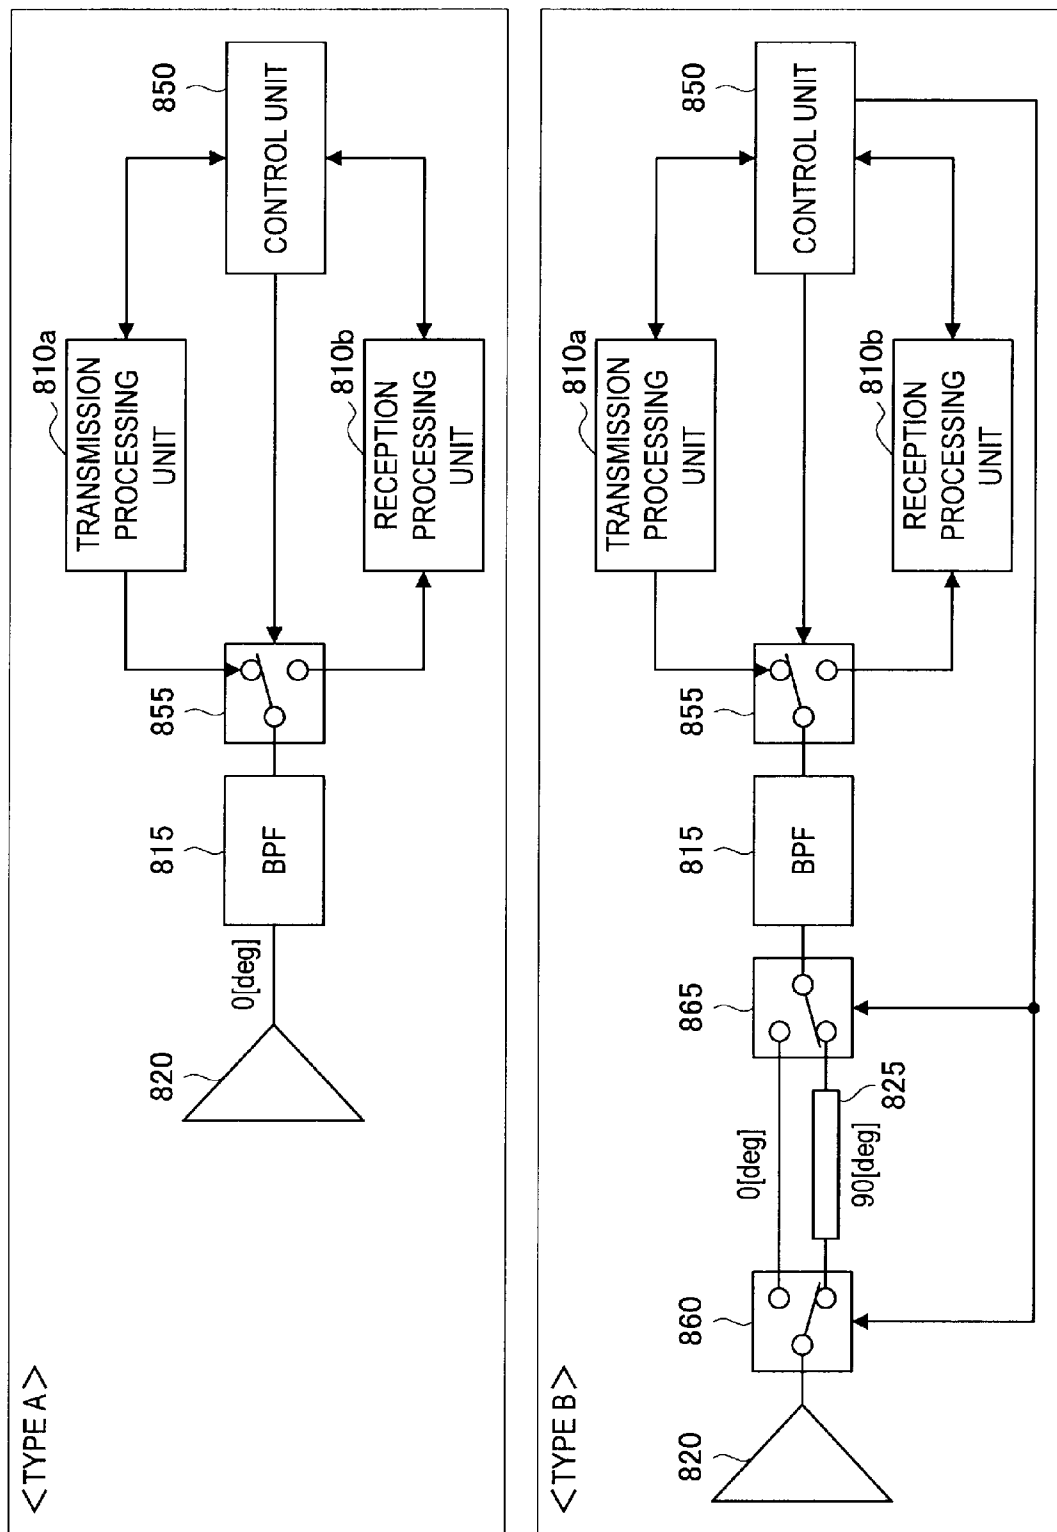 <TYPE A>
820
0[deg]
815
BPF
855
810a
TRANSMISSION
PROCESSING
UNIT
810b
RECEPTION
PROCESSING
UNIT
850
CONTROL UNIT
<TYPE B>
820
860
0[deg]
90[deg]
825
865
815
BPF
855
810a
TRANSMISSION
PROCESSING
UNIT
810b
RECEPTION
PROCESSING
UNIT
850
CONTROL UNIT